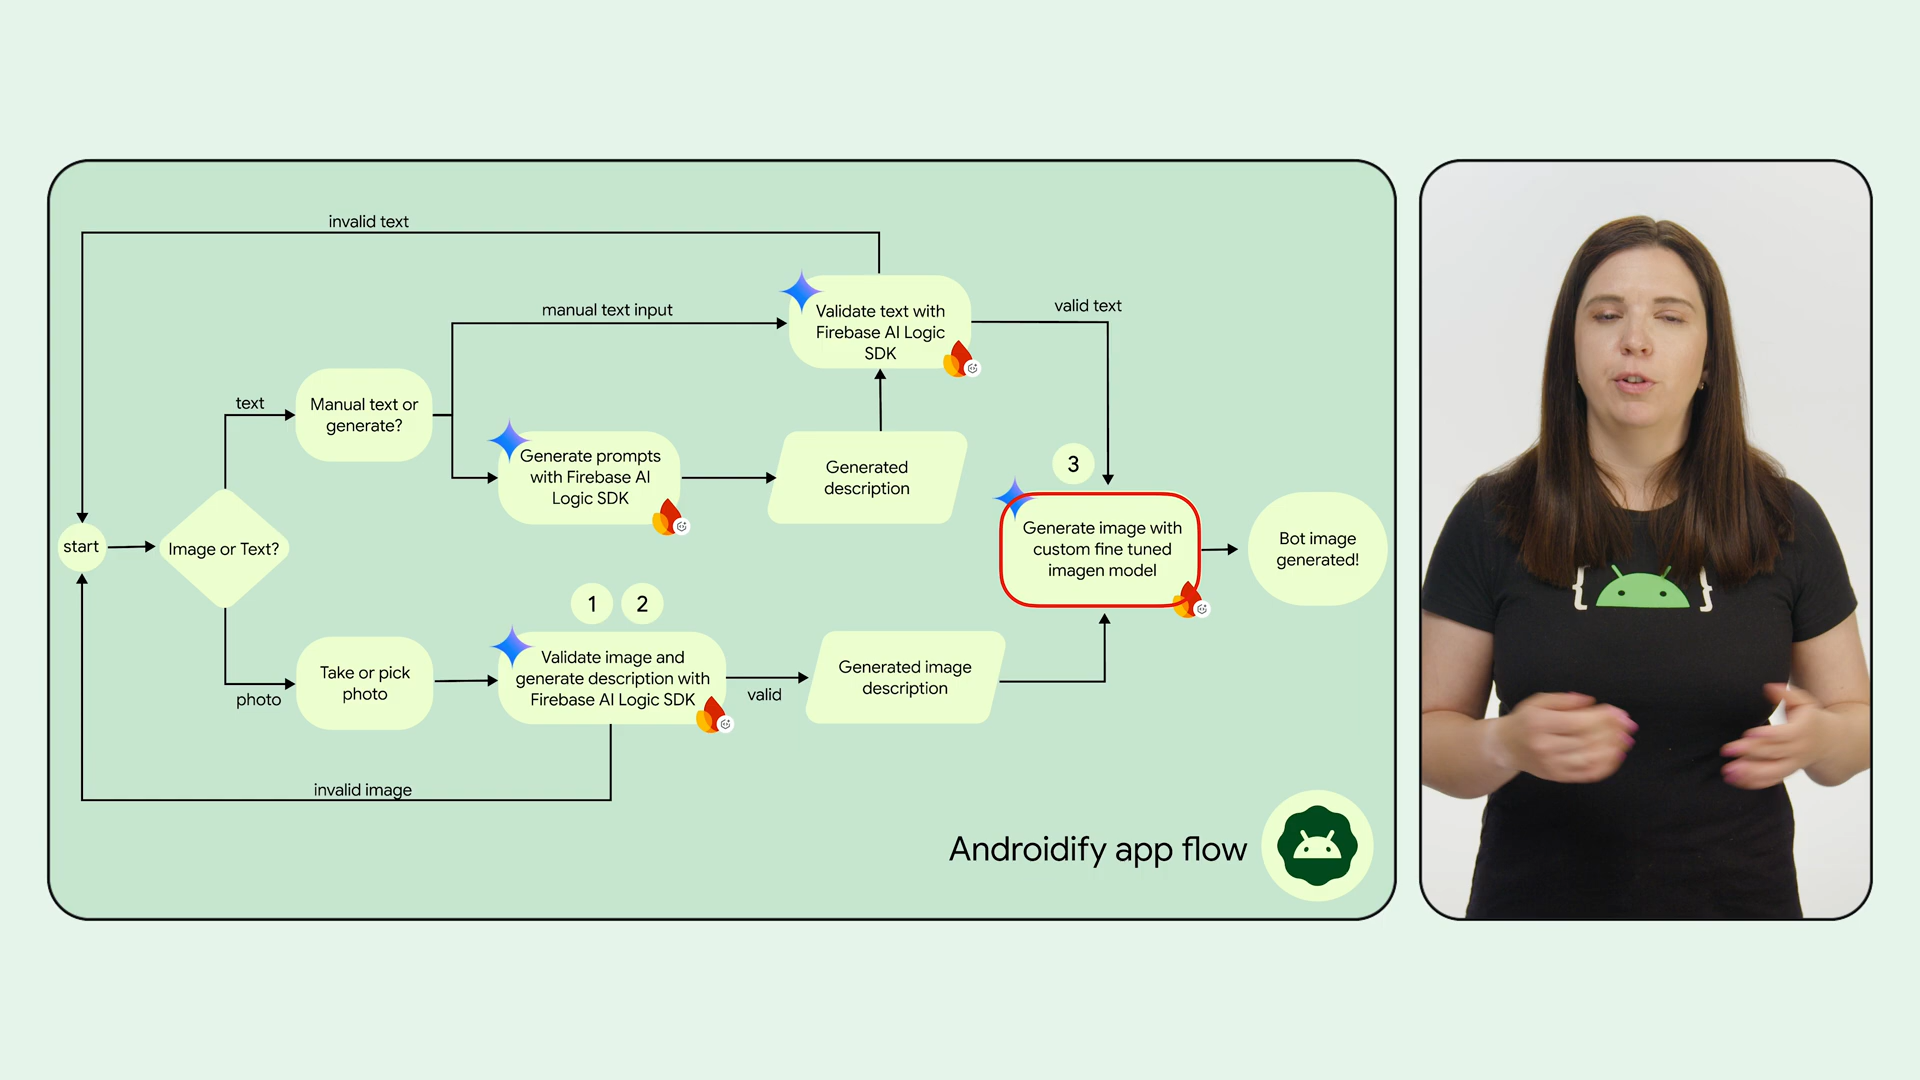 invalid text
manual text input
Validate text with
Firebase AI Logic
SDK
valid text
text
Manual text or
generate?
Generate prompts
with Firebase AI
Logic SDK
Generated
description
3
start
Image or Text?
Generate image with
custom fine tuned
imagen model
Bot image
generated!
1
2
photo
Take or pick
photo
Validate image and
generate description with
Firebase AI Logic SDK
valid
Generated image
description
invalid image
Androidify app flow
{ }